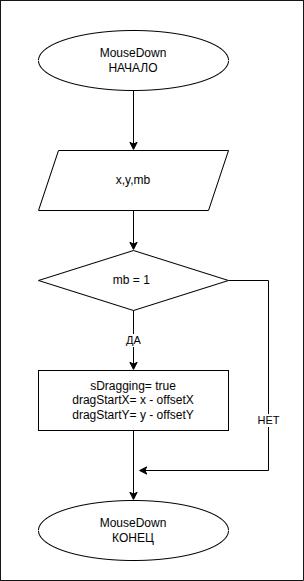 MouseDown
НАЧАЛО
x,y,mb
mb = 1
ДА
sDragging= true
dragStartX= x - offsetX
dragStartY= y - offsetY
НЕТ
MouseDown
КОНЕЦ